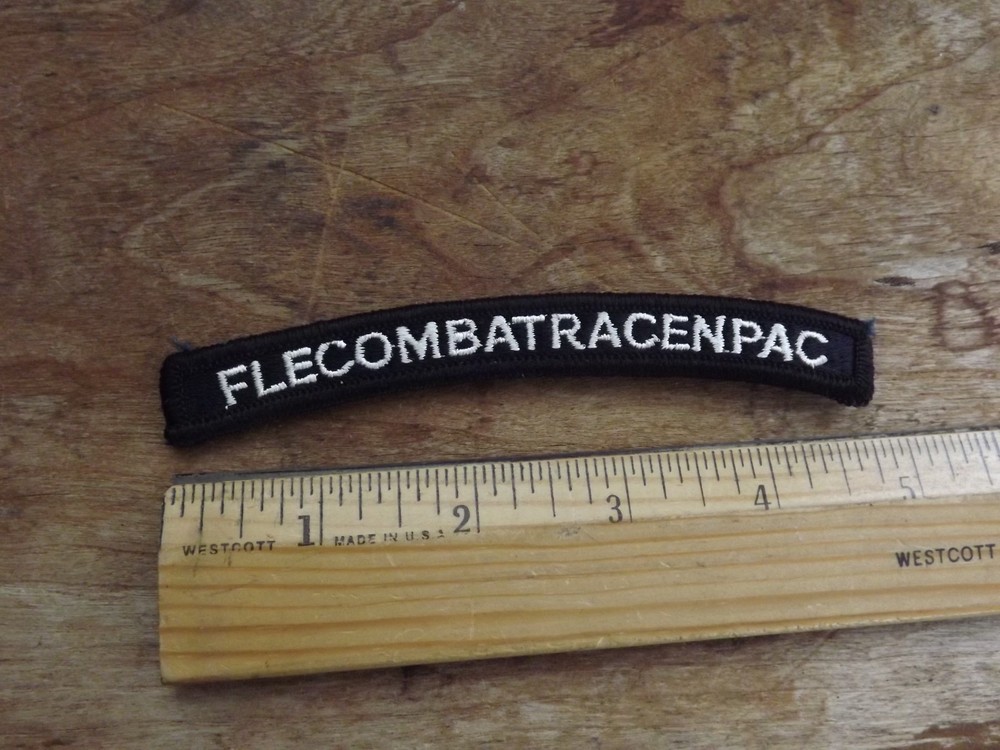 FLECOMBATRACENPAC
1 2 3 4 5
WESTCOTT MADE IN U.S.A
WESTCOTT